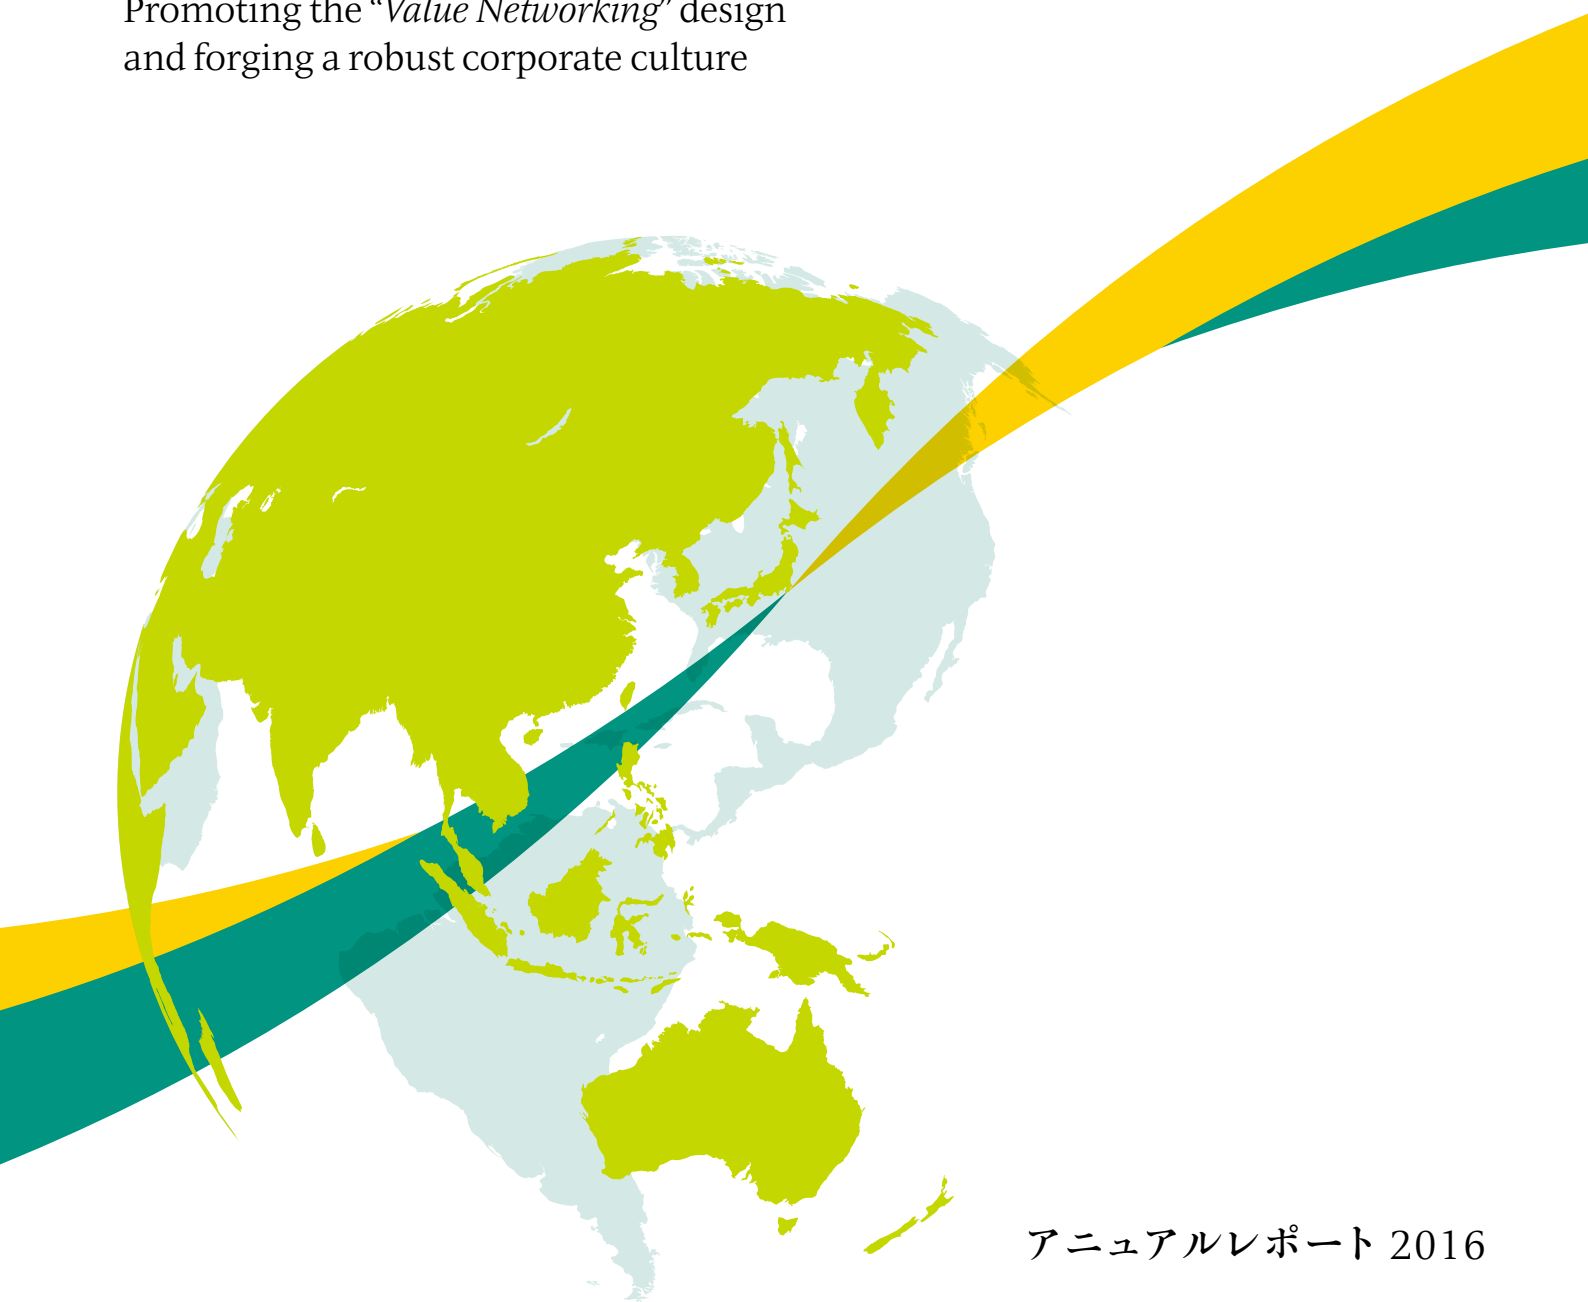 Promoting the “Value Networking” design
and forging a robust corporate culture
アニュアルレポート 2016